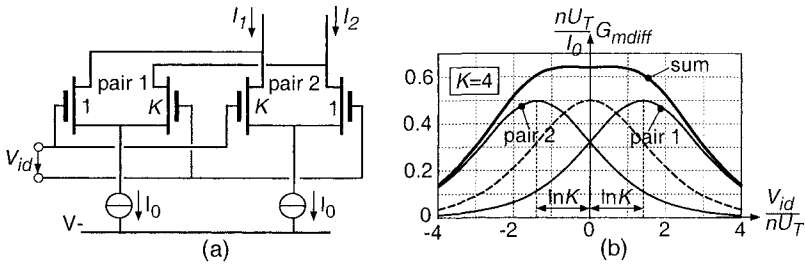 I1 I2
pair 1 pair 2
1 K K 1
Vid
I0 I0
V-
(a)
nUT/I0 Gmdiff
0.6
K=4
sum
0.4
pair 2 pair 1
0.2
lnK lnK
0
-4 -2 0 2 4
Vid/nUT
(b)